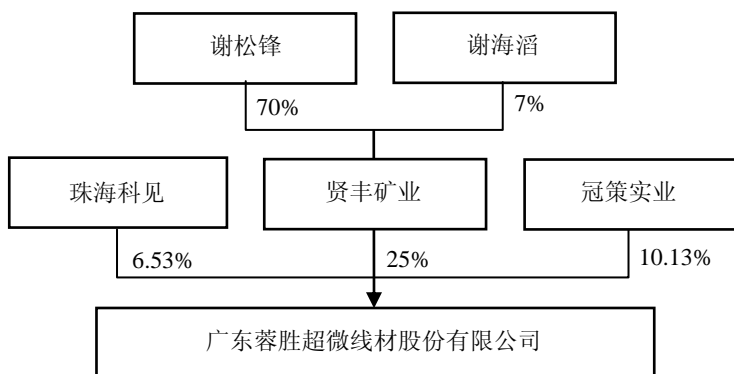 谢松锋
谢海滔
70%
7%
珠海科见
贤丰矿业
冠策实业
6.53%
25%
10.13%
广东蓉胜超微线材股份有限公司